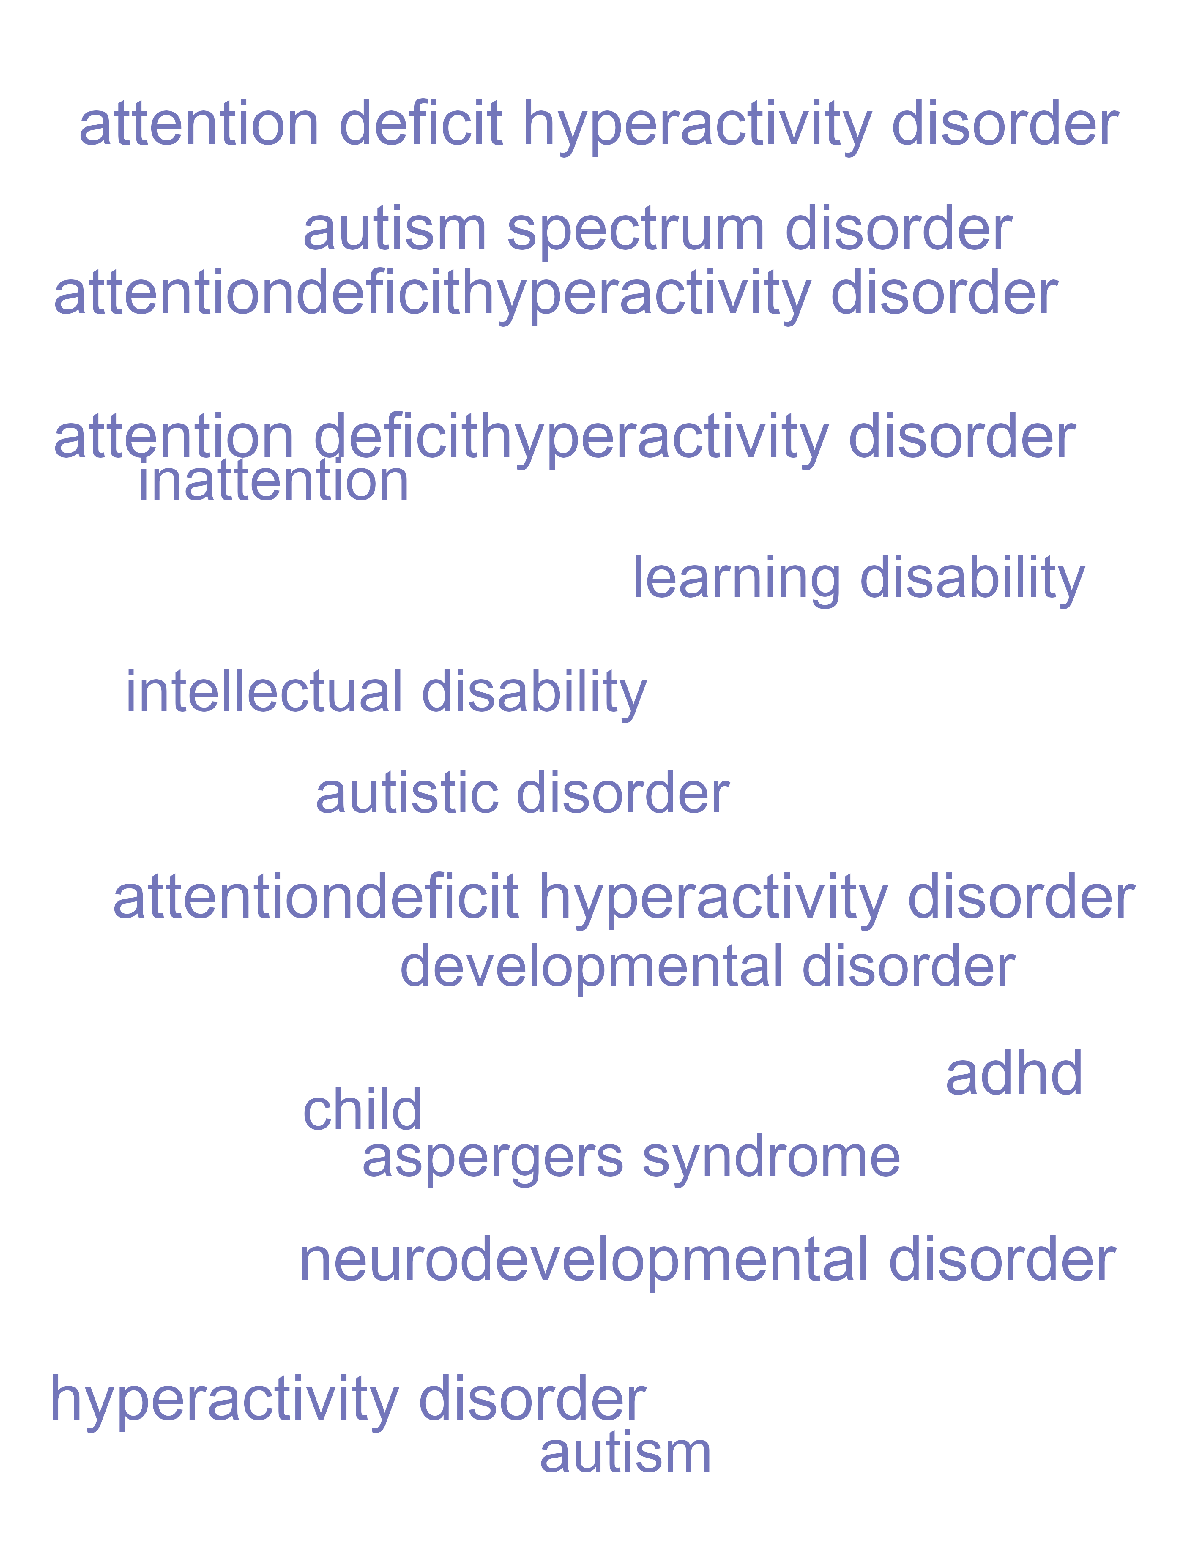 attention deficit hyperactivity disorder
autism spectrum disorder
attentiondeficithyperactivity disorder
attention deficithyperactivity disorder
inattention
learning disability
intellectual disability
autistic disorder
attentiondeficit hyperactivity disorder
developmental disorder
adhd
child
aspergers syndrome
neurodevelopmental disorder
hyperactivity disorder
autism